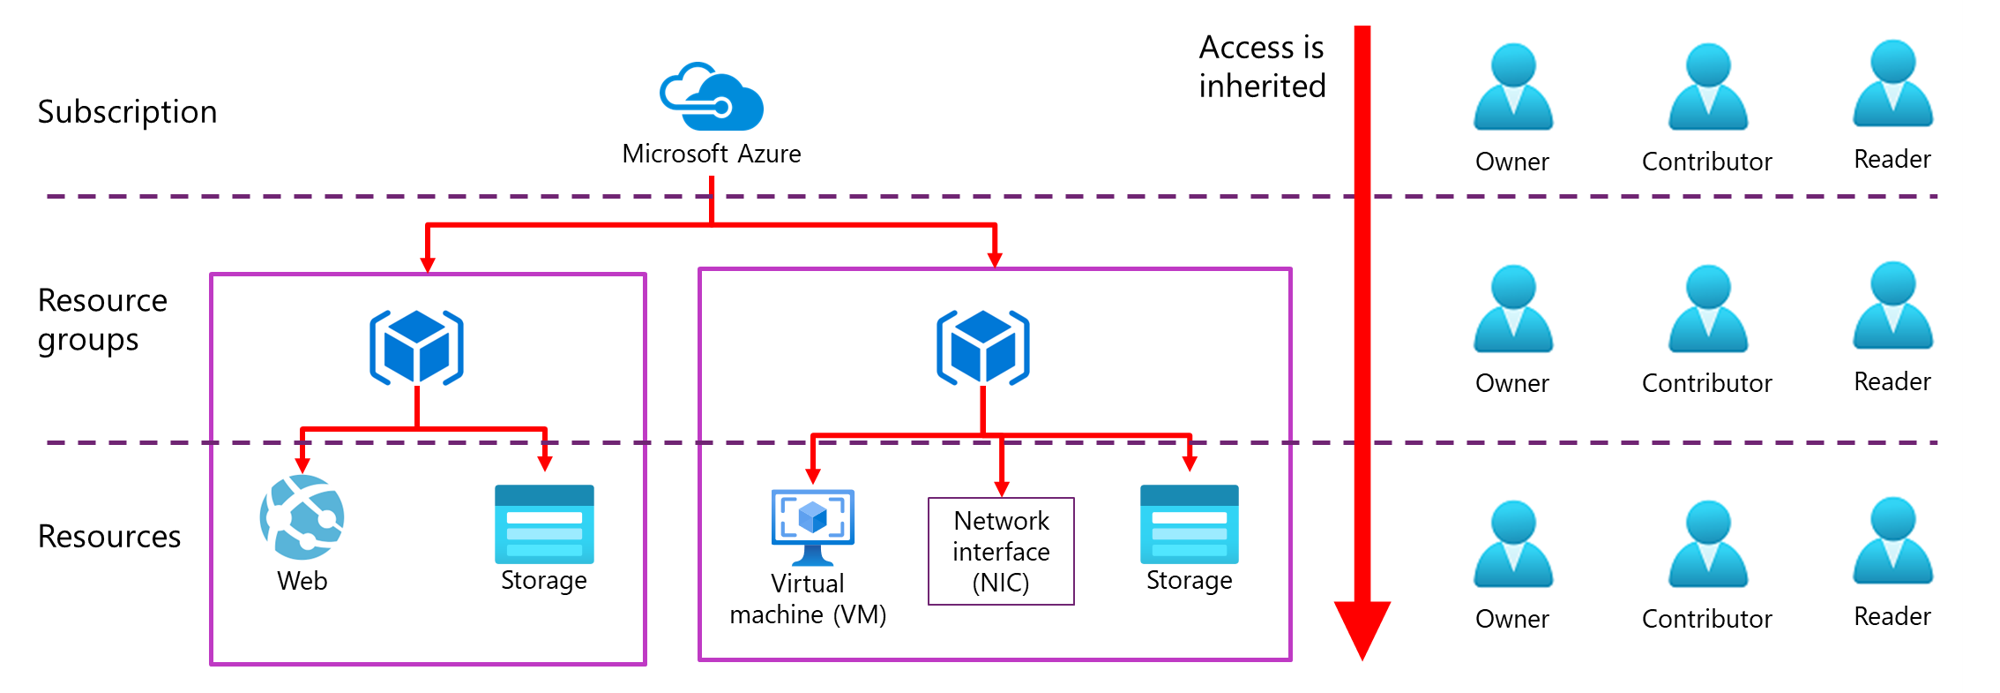 Access is
inherited
Subscription
Microsoft Azure
Owner
Contributor
Reader
Resource
groups
Owner
Contributor
Reader
Resources
Web
Storage
Virtual
machine (VM)
Network
interface
(NIC)
Storage
Owner
Contributor
Reader